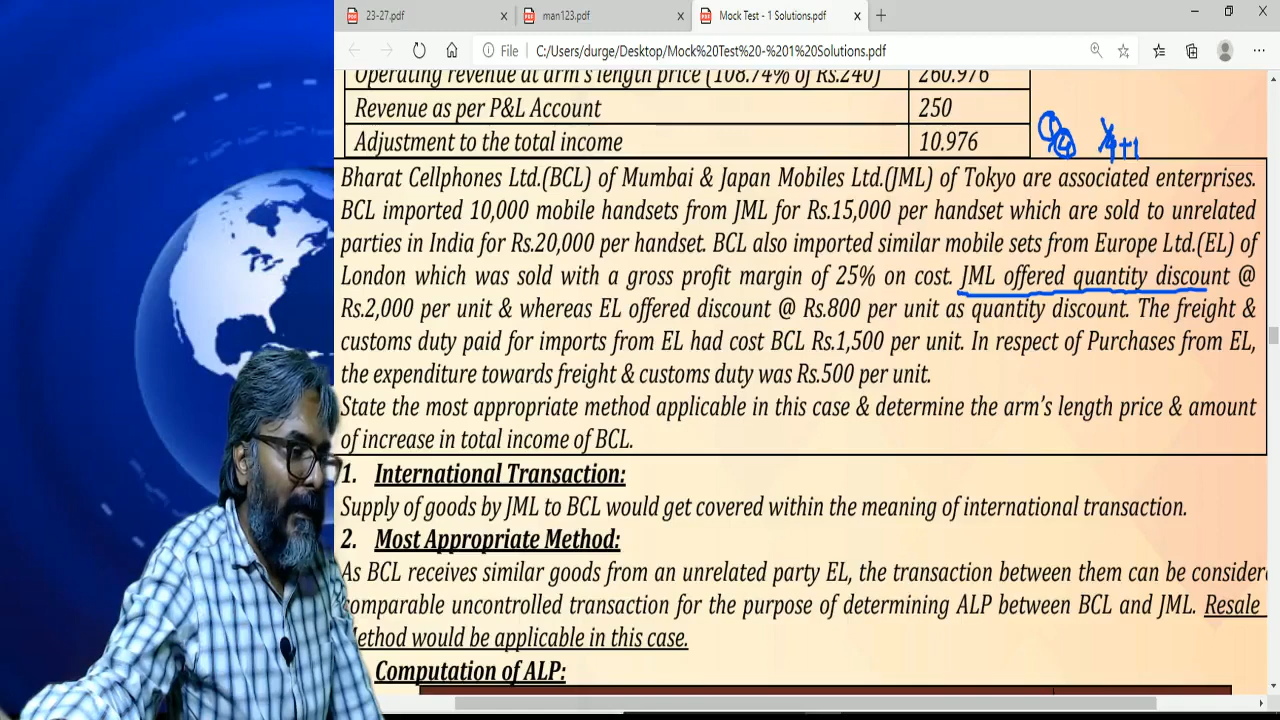 23-27.pdf
man123.pdf
Mock Test - 1 Solutions.pdf
File
C:/Users/durge/Desktop/Mock%20Test%20-%201%20Solutions.pdf
Operating revenue at arm's length price (108.74% of Rs.240) 260.976
Revenue as per P&L Account 250
Adjustment to the total income 10.976
Bharat Cellphones Ltd.(BCL) of Mumbai & Japan Mobiles Ltd.(JML) of Tokyo are associated enterprises.
BCL imported 10,000 mobile handsets from JML for Rs.15,000 per handset which are sold to unrelated
parties in India for Rs.20,000 per handset. BCL also imported similar mobile sets from Europe Ltd.(EL) of
London which was sold with a gross profit margin of 25% on cost. JML offered quantity discount @
Rs.2,000 per unit & whereas EL offered discount @ Rs.800 per unit as quantity discount. The freight &
customs duty paid for imports from EL had cost BCL Rs.1,500 per unit. In respect of Purchases from EL,
the expenditure towards freight & customs duty was Rs.500 per unit.
State the most appropriate method applicable in this case & determine the arm's length price & amount
of increase in total income of BCL.
1. International Transaction:
Supply of goods by JML to BCL would get covered within the meaning of international transaction.
2. Most Appropriate Method:
As BCL receives similar goods from an unrelated party EL, the transaction between them can be consider
comparable uncontrolled transaction for the purpose of determining ALP between BCL and JML. Resale
Method would be applicable in this case.
Computation of ALP: